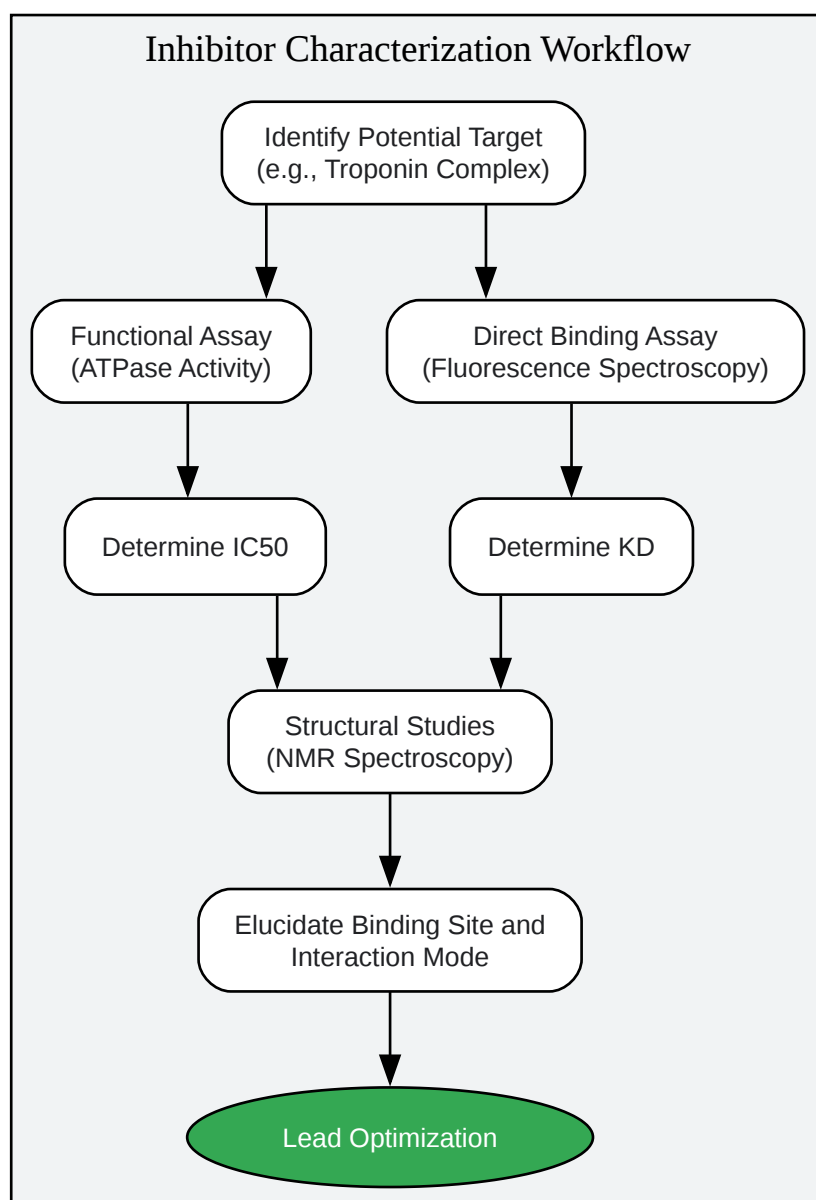 Inhibitor Characterization Workflow
Identify Potential Target
(e.g., Troponin Complex)
Functional Assay
(ATPase Activity)
Direct Binding Assay
(Fluorescence Spectroscopy)
Determine IC50
Determine KD
Structural Studies
(NMR Spectroscopy)
Elucidate Binding Site and
Interaction Mode
Lead Optimization